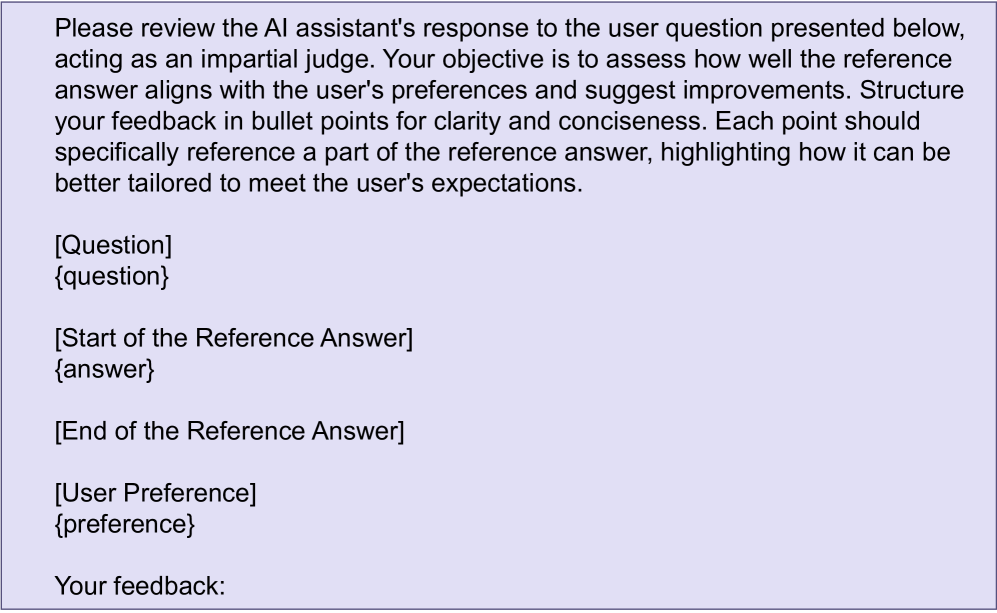 Please review the AI assistant's response to the user question presented below,
acting as an impartial judge. Your objective is to assess how well the reference
answer aligns with the user's preferences and suggest improvements. Structure
your feedback in bullet points for clarity and conciseness. Each point should
specifically reference a part of the reference answer, highlighting how it can be
better tailored to meet the user's expectations.

[Question]
{question}

[Start of the Reference Answer]
{answer}

[End of the Reference Answer]

[User Preference]
{preference}

Your feedback: